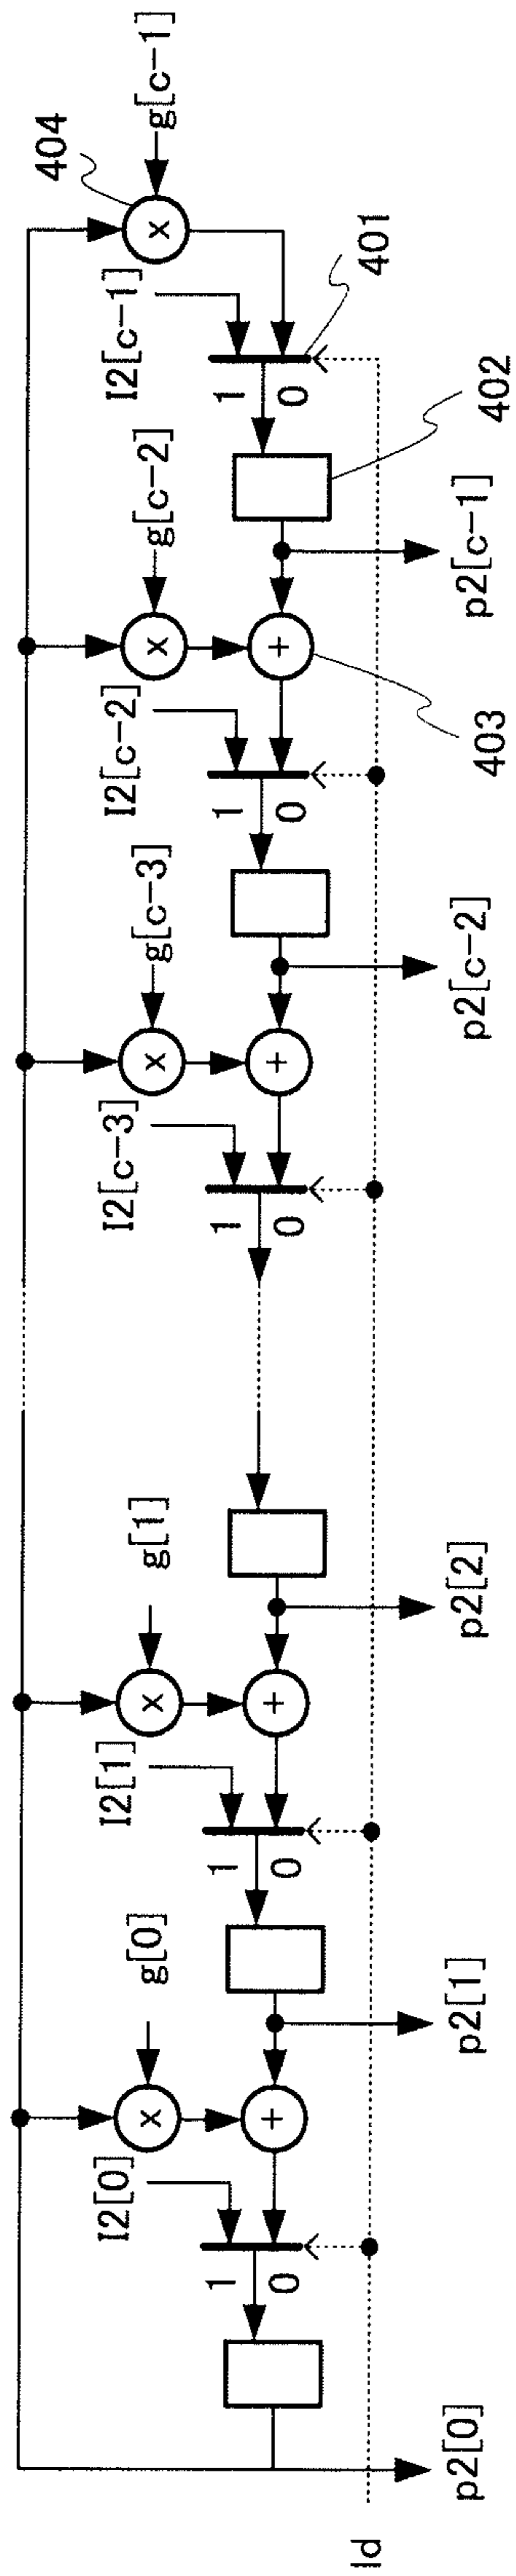 404
g[c-1]
I2[c-1]
401
1
0
402
g[c-2]
p2[c-1]
×
×
+
I2[c-2]
403
1
0
g[c-3]
p2[c-2]
×
+
I2[c-3]
1
0
g[1]
p2[2]
×
+
I2[1]
1
0
g[0]
p2[1]
×
+
I2[0]
1
0
p2[0]
ld